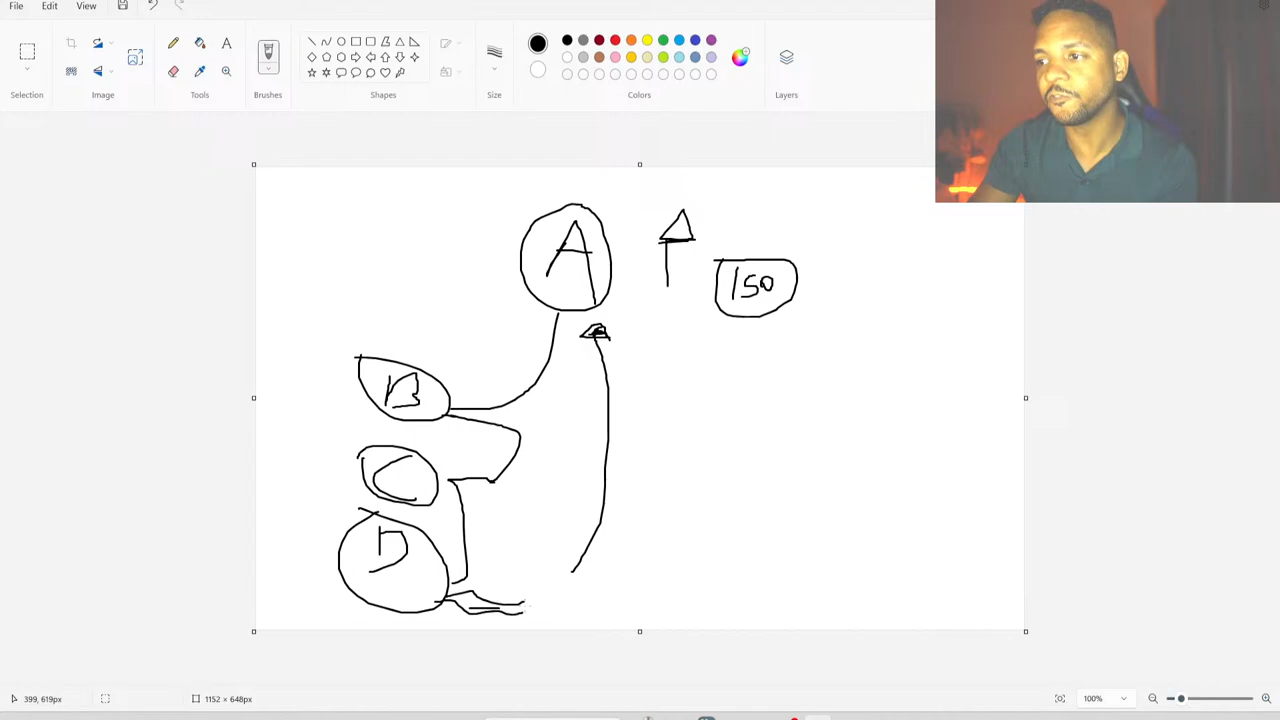 File Edit View
Selection Image Tools Brushes Shapes Size Colors Layers
A
150
B
C
D
399, 619px 1152 × 648px 100%